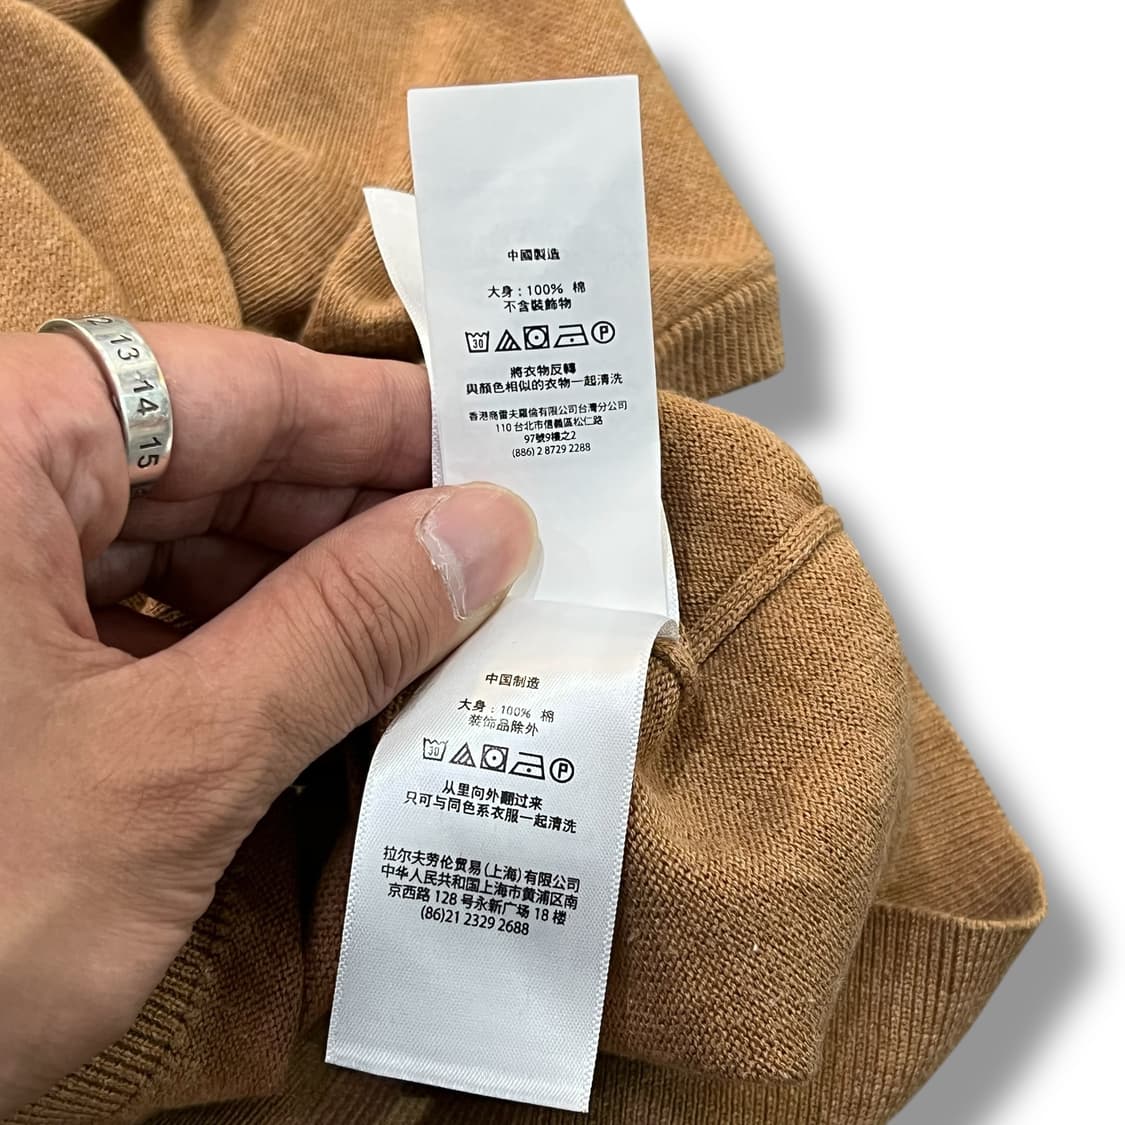 12 13 14 15
中國製造
大身 : 100% 棉
不含裝飾物
30 P
將衣物反轉
與顏色相似的衣物一起清洗
香港商雷夫羅倫有限公司台灣分公司
110 台北市信義區松仁路
97號9樓之2
(886) 2 8729 2288
中国制造
大身 : 100% 棉
装饰品除外
30 P
从里向外翻过来
只可与同色系衣服一起清洗
拉尔夫劳伦贸易(上海)有限公司
中华人民共和国上海市黄浦区南
京西路 128 号永新广场 18 楼
(86)21 2329 2688